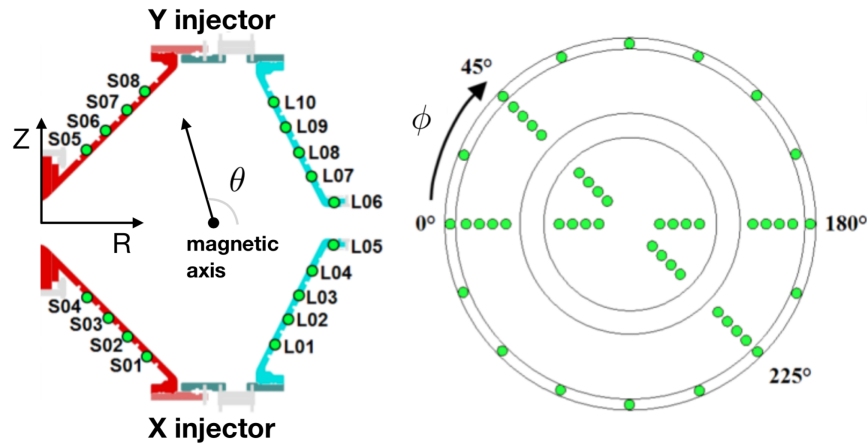 Y injector
S08
S07
S06
S05
L10
L09
L08
L07
L06
Z
R
θ
magnetic
axis
L05
L04
L03
L02
L01
S04
S03
S02
S01
X injector
45°
ϕ
0°
180°
225°